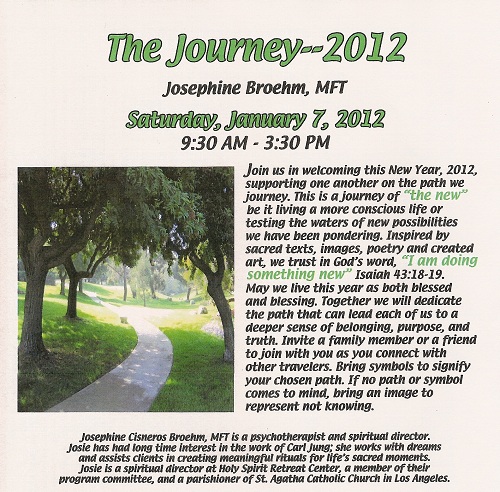 The Journey--2012
Josephine Broehm, MFT
Saturday, January 7, 2012
9:30 AM - 3:30 PM
Join us in welcoming this New Year, 2012,
supporting one another on the path we
journey. This is a journey of "the new"
be it living a more conscious life or
testing the waters of new possibilities
we have been pondering. Inspired by
sacred texts, images, poetry and created
art, we trust in God's word, "I am doing
something new" Isaiah 43:18-19.
May we live this year as both blessed
and blessing. Together we will dedicate
the path that can lead each of us to a
deeper sense of belonging, purpose, and
truth. Invite a family member or a friend
to join with you as you connect with
other travelers. Bring symbols to signify
your chosen path. If no path or symbol
comes to mind, bring an image to
represent not knowing.
Josephine Cisneros Broehm, MFT is a psychotherapist and spiritual director.
Josie has had long time interest in the work of Carl Jung; she works with dreams
and assists clients in creating meaningful rituals for life's sacred moments.
Josie is a spiritual director at Holy Spirit Retreat Center, a member of their
program committee, and a parishioner of St. Agatha Catholic Church in Los Angeles.